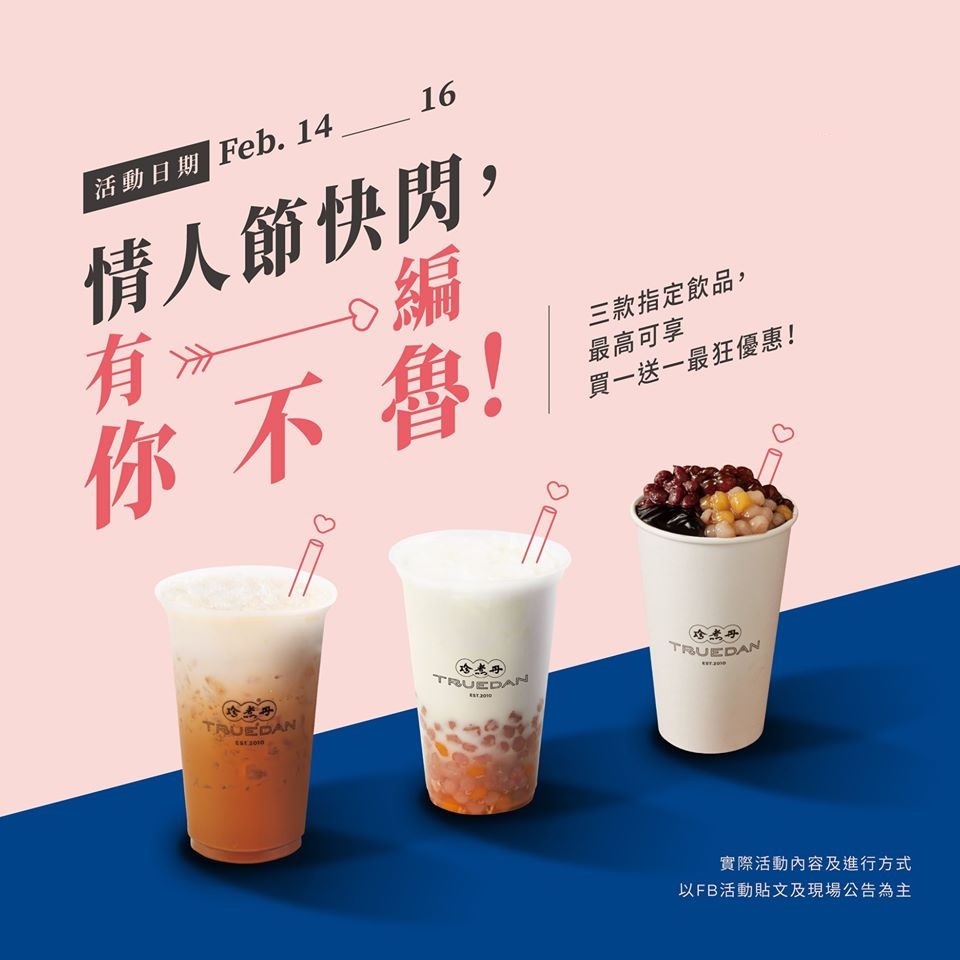 活動日期 Feb. 14 ___ 16
情人節快閃，
有編
你不魯！
三款指定飲品，
最高可享
買一送一最狂優惠！
珍煮丹
TRUEDAN
EST.2010
珍煮丹
TRUEDAN
EST.2010
珍煮丹
TRUEDAN
EST.2010
實際活動內容及進行方式
以FB活動貼文及現場公告為主